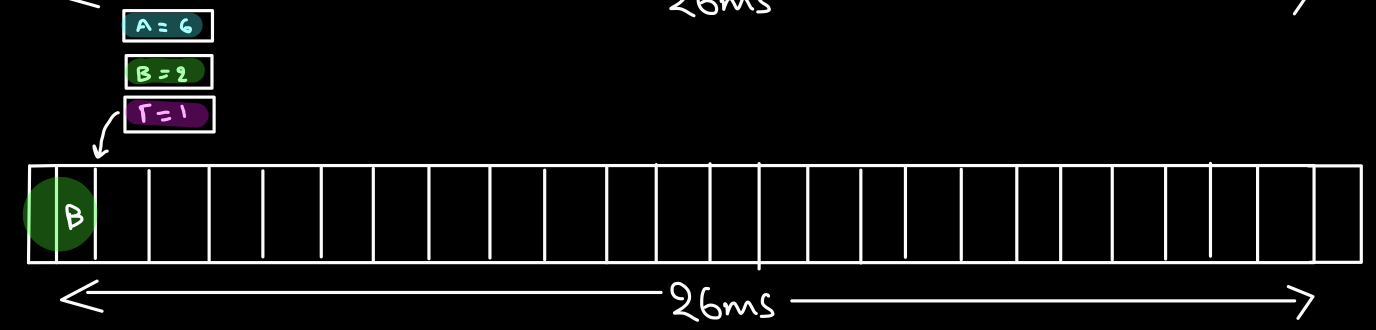 26ms
A = 6
B = 2
Γ = 1
B
26ms